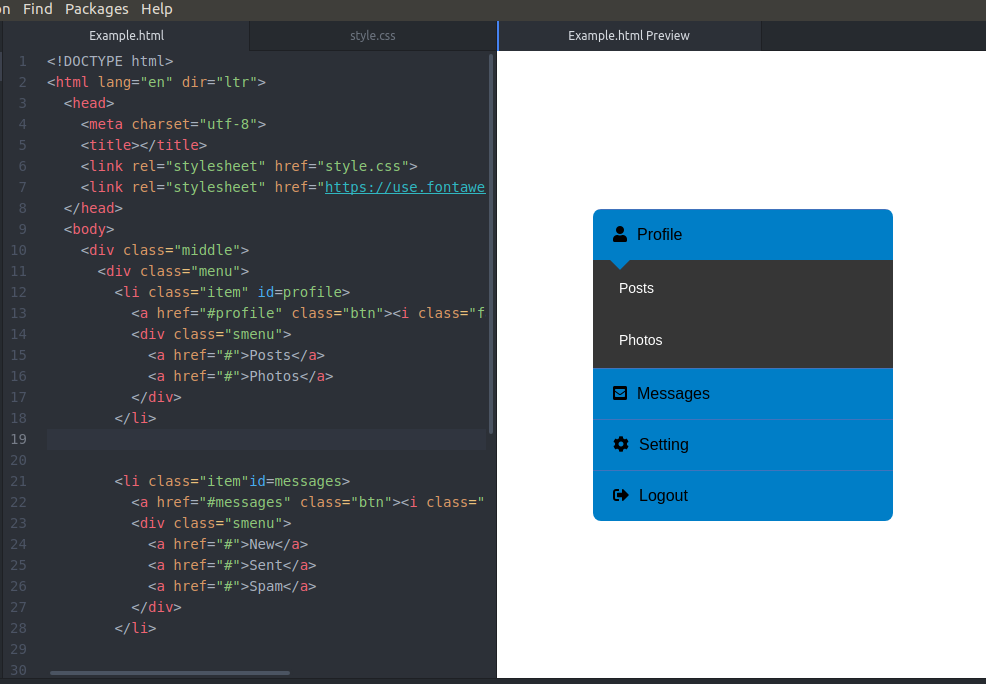 n Find Packages Help
Example.html style.css Example.html Preview
1 <!DOCTYPE html>
2 <html lang="en" dir="ltr">
3 <head>
4 <meta charset="utf-8">
5 <title></title>
6 <link rel="stylesheet" href="style.css">
7 <link rel="stylesheet" href="https://use.fontawe
8 </head>
9 <body>
10 <div class="middle">
11 <div class="menu">
12 <li class="item" id=profile>
13 <a href="#profile" class="btn"><i class="f
14 <div class="smenu">
15 <a href="#">Posts</a>
16 <a href="#">Photos</a>
17 </div>
18 </li>
19
20
21 <li class="item"id=messages>
22 <a href="#messages" class="btn"><i class="
23 <div class="smenu">
24 <a href="#">New</a>
25 <a href="#">Sent</a>
26 <a href="#">Spam</a>
27 </div>
28 </li>
29
30
Profile
Posts
Photos
Messages
Setting
Logout